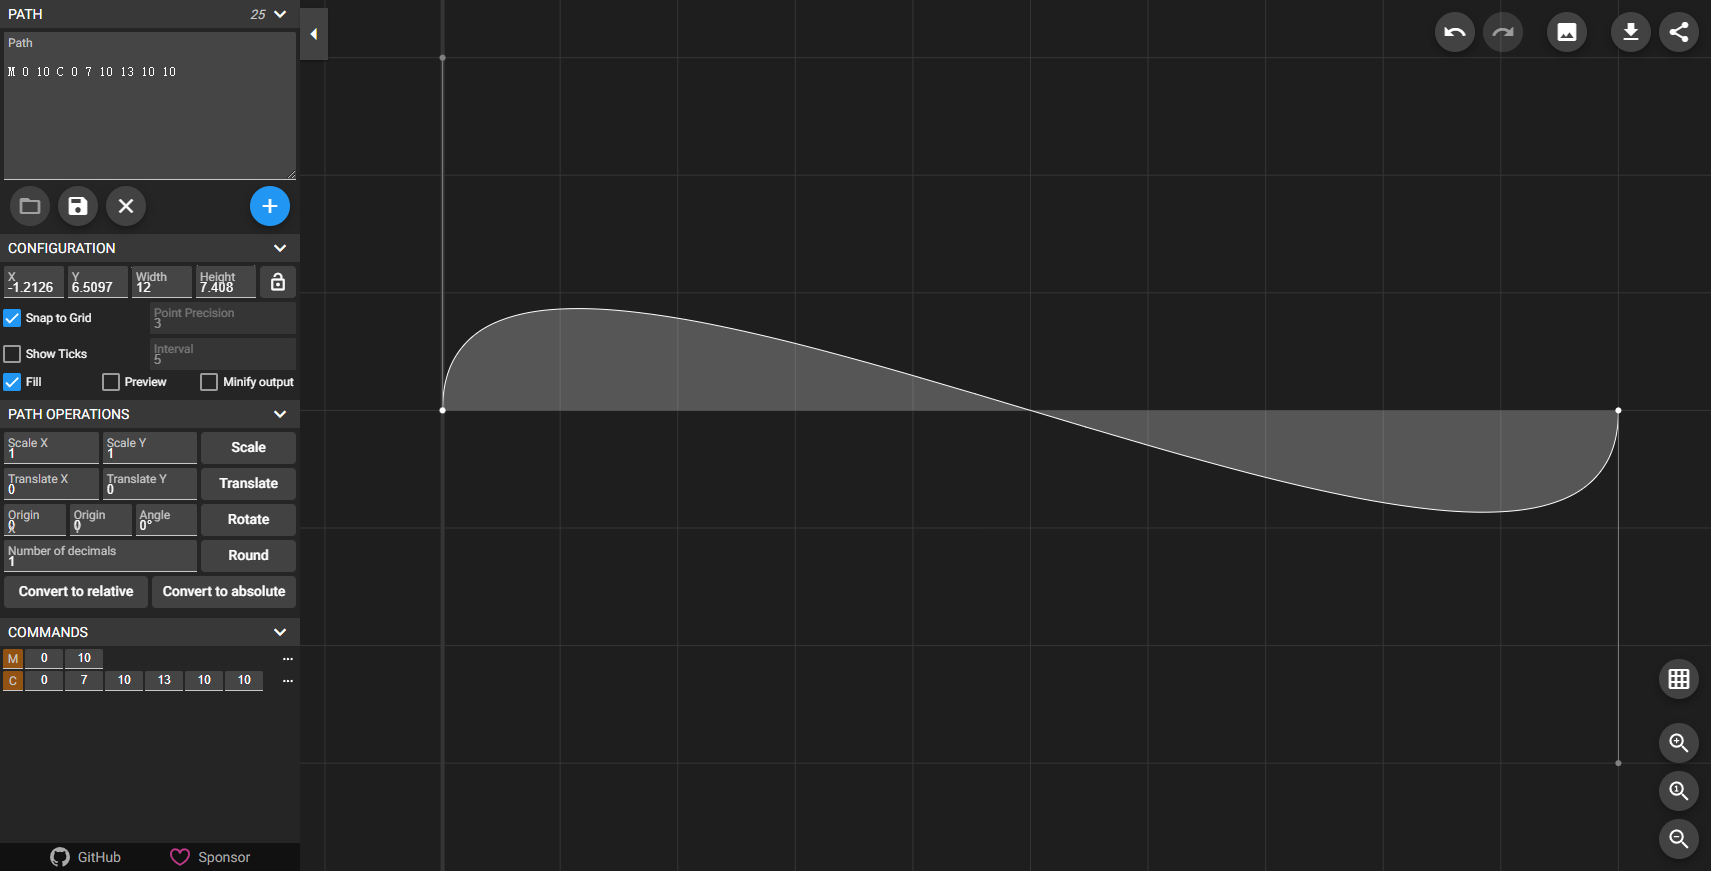 PATH 25
Path
M 0 10 C 0 7 10 13 10 10
CONFIGURATION
X Y Width Height
-1.2126 6.5097 12 7.408
Snap to Grid Point Precision
3
Show Ticks Interval
5
Fill Preview Minify output
PATH OPERATIONS
Scale X Scale Y Scale
1 1
Translate X Translate Y Translate
0 0
Origin X Origin Y Angle Rotate
0 0 0°
Number of decimals Round
1
Convert to relative Convert to absolute
COMMANDS
M 0 10 ...
C 0 7 10 13 10 10 ...
GitHub Sponsor
1